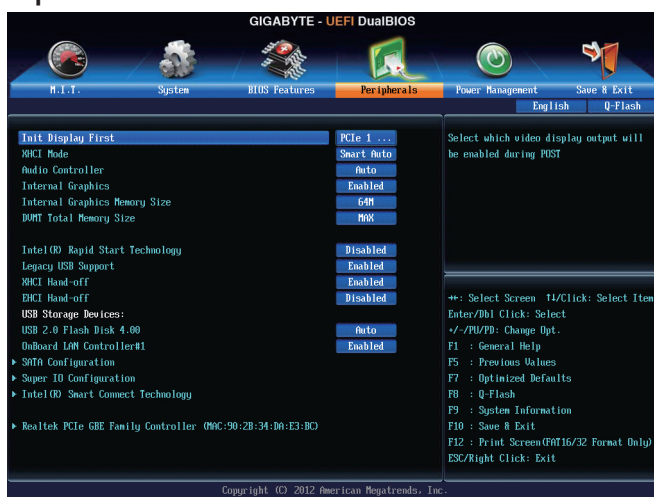 GIGABYTE - UEFI DualBIOS
M.I.T. System BIOS Features Peripherals Power Management Save & Exit
English Q-Flash
Init Display First PCIe 1 ...
XHCI Mode Smart Auto
Audio Controller Auto
Internal Graphics Enabled
Internal Graphics Memory Size 64M
DVMT Total Memory Size MAX
Intel(R) Rapid Start Technology Disabled
Legacy USB Support Enabled
XHCI Hand-off Enabled
EHCI Hand-off Disabled
USB Storage Devices:
USB 2.0 Flash Disk 4.00 Auto
OnBoard LAN Controller#1 Enabled
SATA Configuration
Super IO Configuration
Intel(R) Smart Connect Technology
Realtek PCIe GBE Family Controller (MAC:90:2B:34:DA:E3:BC)
Select which video display output will
be enabled during POST
→←: Select Screen ↑↓/Click: Select Item
Enter/Dbl Click: Select
+/-/PU/PD: Change Opt.
F1 : General Help
F5 : Previous Values
F7 : Optimized Defaults
F8 : Q-Flash
F9 : System Information
F10 : Save & Exit
F12 : Print Screen(FAT16/32 Format Only)
ESC/Right Click: Exit
Copyright (C) 2012 American Megatrends, Inc.